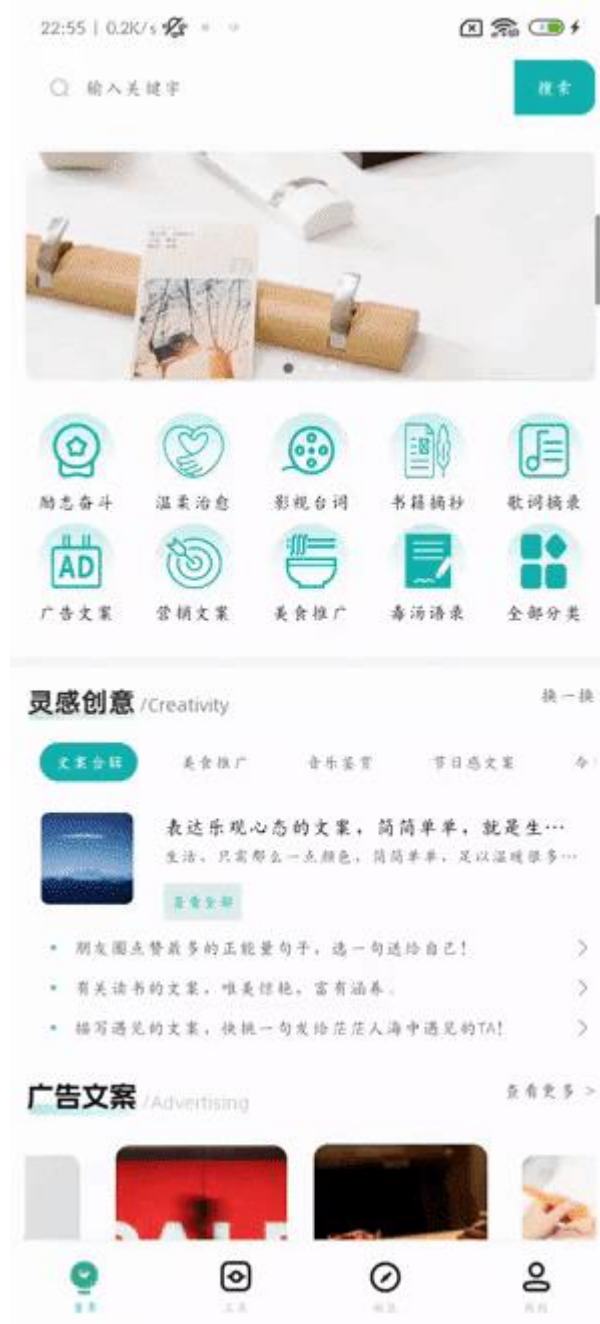 22:55 | 0.2K/s
输入关键字
搜索
励志奋斗 温柔治愈 影视台词 书籍摘抄 歌词摘录
AD
广告文案 营销文案 美食推广 毒汤语录 全部分类
灵感创意 /Creativity 换一换
文案台词 美食推广 音乐鉴赏 节日感文案 今
表达乐观心态的文案，简简单单，就是生…
生活，只需那么一点颜色，简简单单，足以温暖很多…
查看全部
朋友圈点赞最多的正能量句子，选一句送给自己！
有关读书的文案，唯美惊艳，富有涵养。
描写遇见的文案，快挑一句发给茫茫人海中遇见的TA！
广告文案 /Advertising 查看更多 >
首页 工具 我的